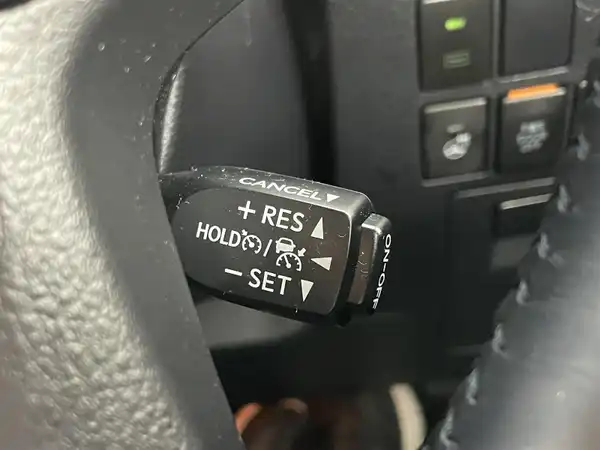 CANCEL▼
+ RES ▲
HOLD / ◀
− SET ▼
ON-OFF